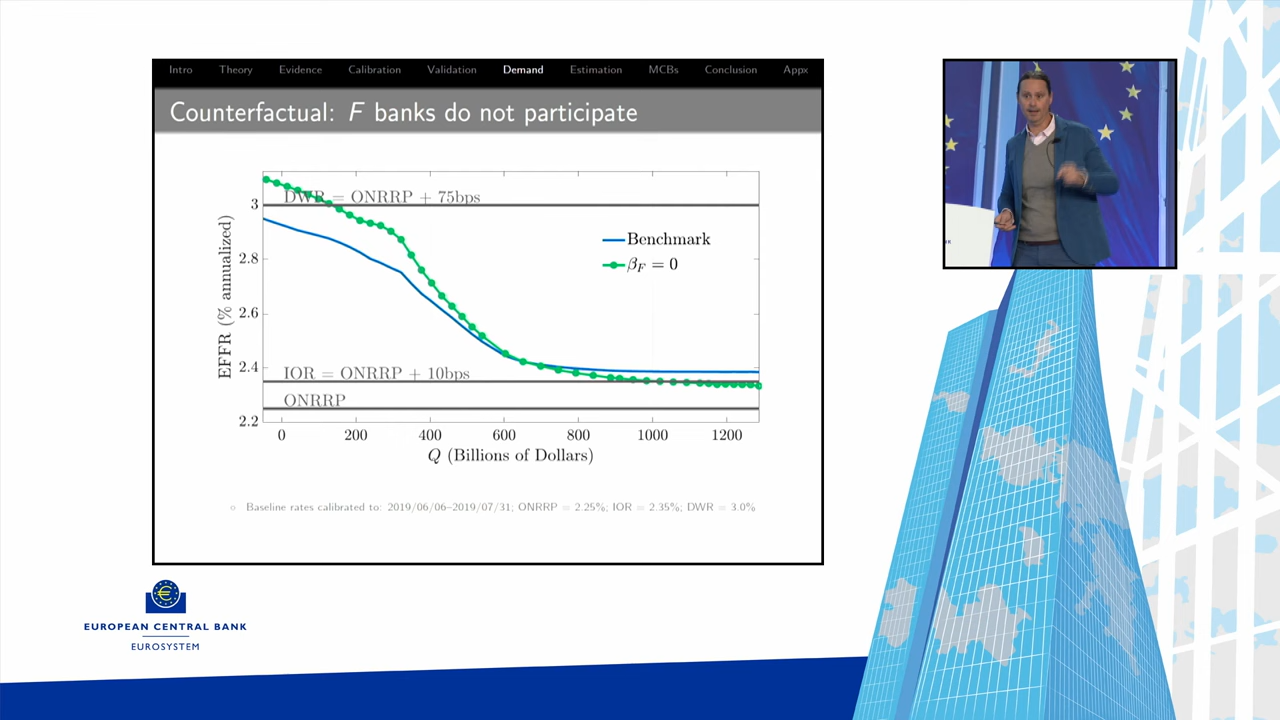 Intro Theory Evidence Calibration Validation Demand Estimation MCBs Conclusion Appx
Counterfactual: F banks do not participate
DWR = ONRRP + 75bps
3
Benchmark
β_F = 0
2.8
2.6
2.4
IOR = ONRRP + 10bps
ONRRP
2.2
EFFR (% annualized)
0 200 400 600 800 1000 1200
Q (Billions of Dollars)
Baseline rates calibrated to: 2019/06/06–2019/07/31; ONRRP = 2.25%; IOR = 2.35%; DWR = 3.0%
EUROPEAN CENTRAL BANK
EUROSYSTEM